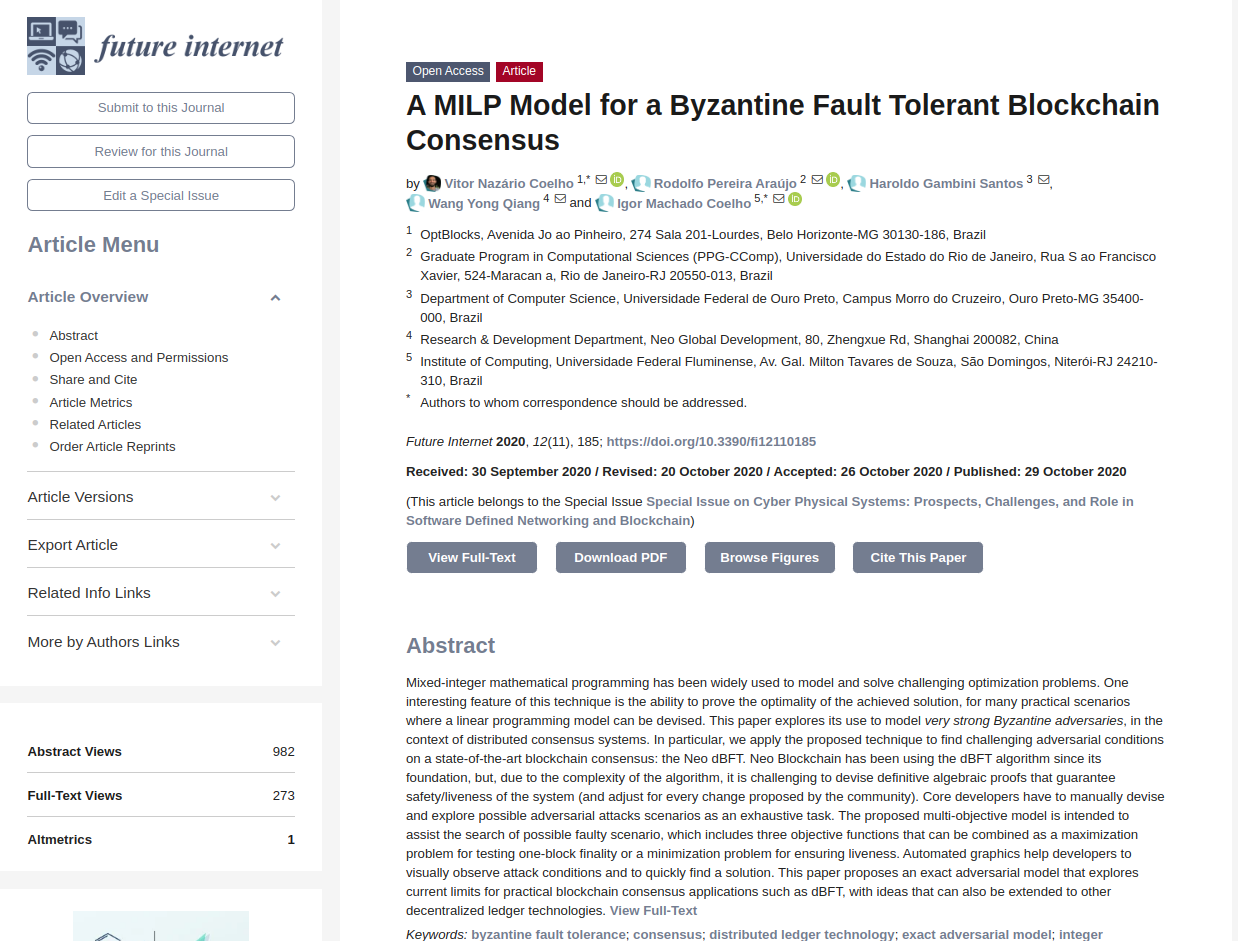 future internet
Submit to this Journal
Review for this Journal
Edit a Special Issue
Article Menu
Article Overview
Abstract
Open Access and Permissions
Share and Cite
Article Metrics
Related Articles
Order Article Reprints
Article Versions
Export Article
Related Info Links
More by Authors Links
Abstract Views 982
Full-Text Views 273
Altmetrics 1
Open Access Article
A MILP Model for a Byzantine Fault Tolerant Blockchain
Consensus
by Vitor Nazário Coelho 1,* iD, Rodolfo Pereira Araújo 2 iD, Haroldo Gambini Santos 3,
Wang Yong Qiang 4 and Igor Machado Coelho 5,* iD
1 OptBlocks, Avenida Jo ao Pinheiro, 274 Sala 201-Lourdes, Belo Horizonte-MG 30130-186, Brazil
2 Graduate Program in Computational Sciences (PPG-CComp), Universidade do Estado do Rio de Janeiro, Rua S ao Francisco
Xavier, 524-Maracan a, Rio de Janeiro-RJ 20550-013, Brazil
3 Department of Computer Science, Universidade Federal de Ouro Preto, Campus Morro do Cruzeiro, Ouro Preto-MG 35400-
000, Brazil
4 Research & Development Department, Neo Global Development, 80, Zhengxue Rd, Shanghai 200082, China
5 Institute of Computing, Universidade Federal Fluminense, Av. Gal. Milton Tavares de Souza, São Domingos, Niterói-RJ 24210-
310, Brazil
* Authors to whom correspondence should be addressed.
Future Internet 2020, 12(11), 185; https://doi.org/10.3390/fi12110185
Received: 30 September 2020 / Revised: 20 October 2020 / Accepted: 26 October 2020 / Published: 29 October 2020
(This article belongs to the Special Issue Special Issue on Cyber Physical Systems: Prospects, Challenges, and Role in
Software Defined Networking and Blockchain)
View Full-Text Download PDF Browse Figures Cite This Paper
Abstract
Mixed-integer mathematical programming has been widely used to model and solve challenging optimization problems. One
interesting feature of this technique is the ability to prove the optimality of the achieved solution, for many practical scenarios
where a linear programming model can be devised. This paper explores its use to model very strong Byzantine adversaries, in the
context of distributed consensus systems. In particular, we apply the proposed technique to find challenging adversarial conditions
on a state-of-the-art blockchain consensus: the Neo dBFT. Neo Blockchain has been using the dBFT algorithm since its
foundation, but, due to the complexity of the algorithm, it is challenging to devise definitive algebraic proofs that guarantee
safety/liveness of the system (and adjust for every change proposed by the community). Core developers have to manually devise
and explore possible adversarial attacks scenarios as an exhaustive task. The proposed multi-objective model is intended to
assist the search of possible faulty scenario, which includes three objective functions that can be combined as a maximization
problem for testing one-block finality or a minimization problem for ensuring liveness. Automated graphics help developers to
visually observe attack conditions and to quickly find a solution. This paper proposes an exact adversarial model that explores
current limits for practical blockchain consensus applications such as dBFT, with ideas that can also be extended to other
decentralized ledger technologies. View Full-Text
Keywords: byzantine fault tolerance; consensus; distributed ledger technology; exact adversarial model; integer